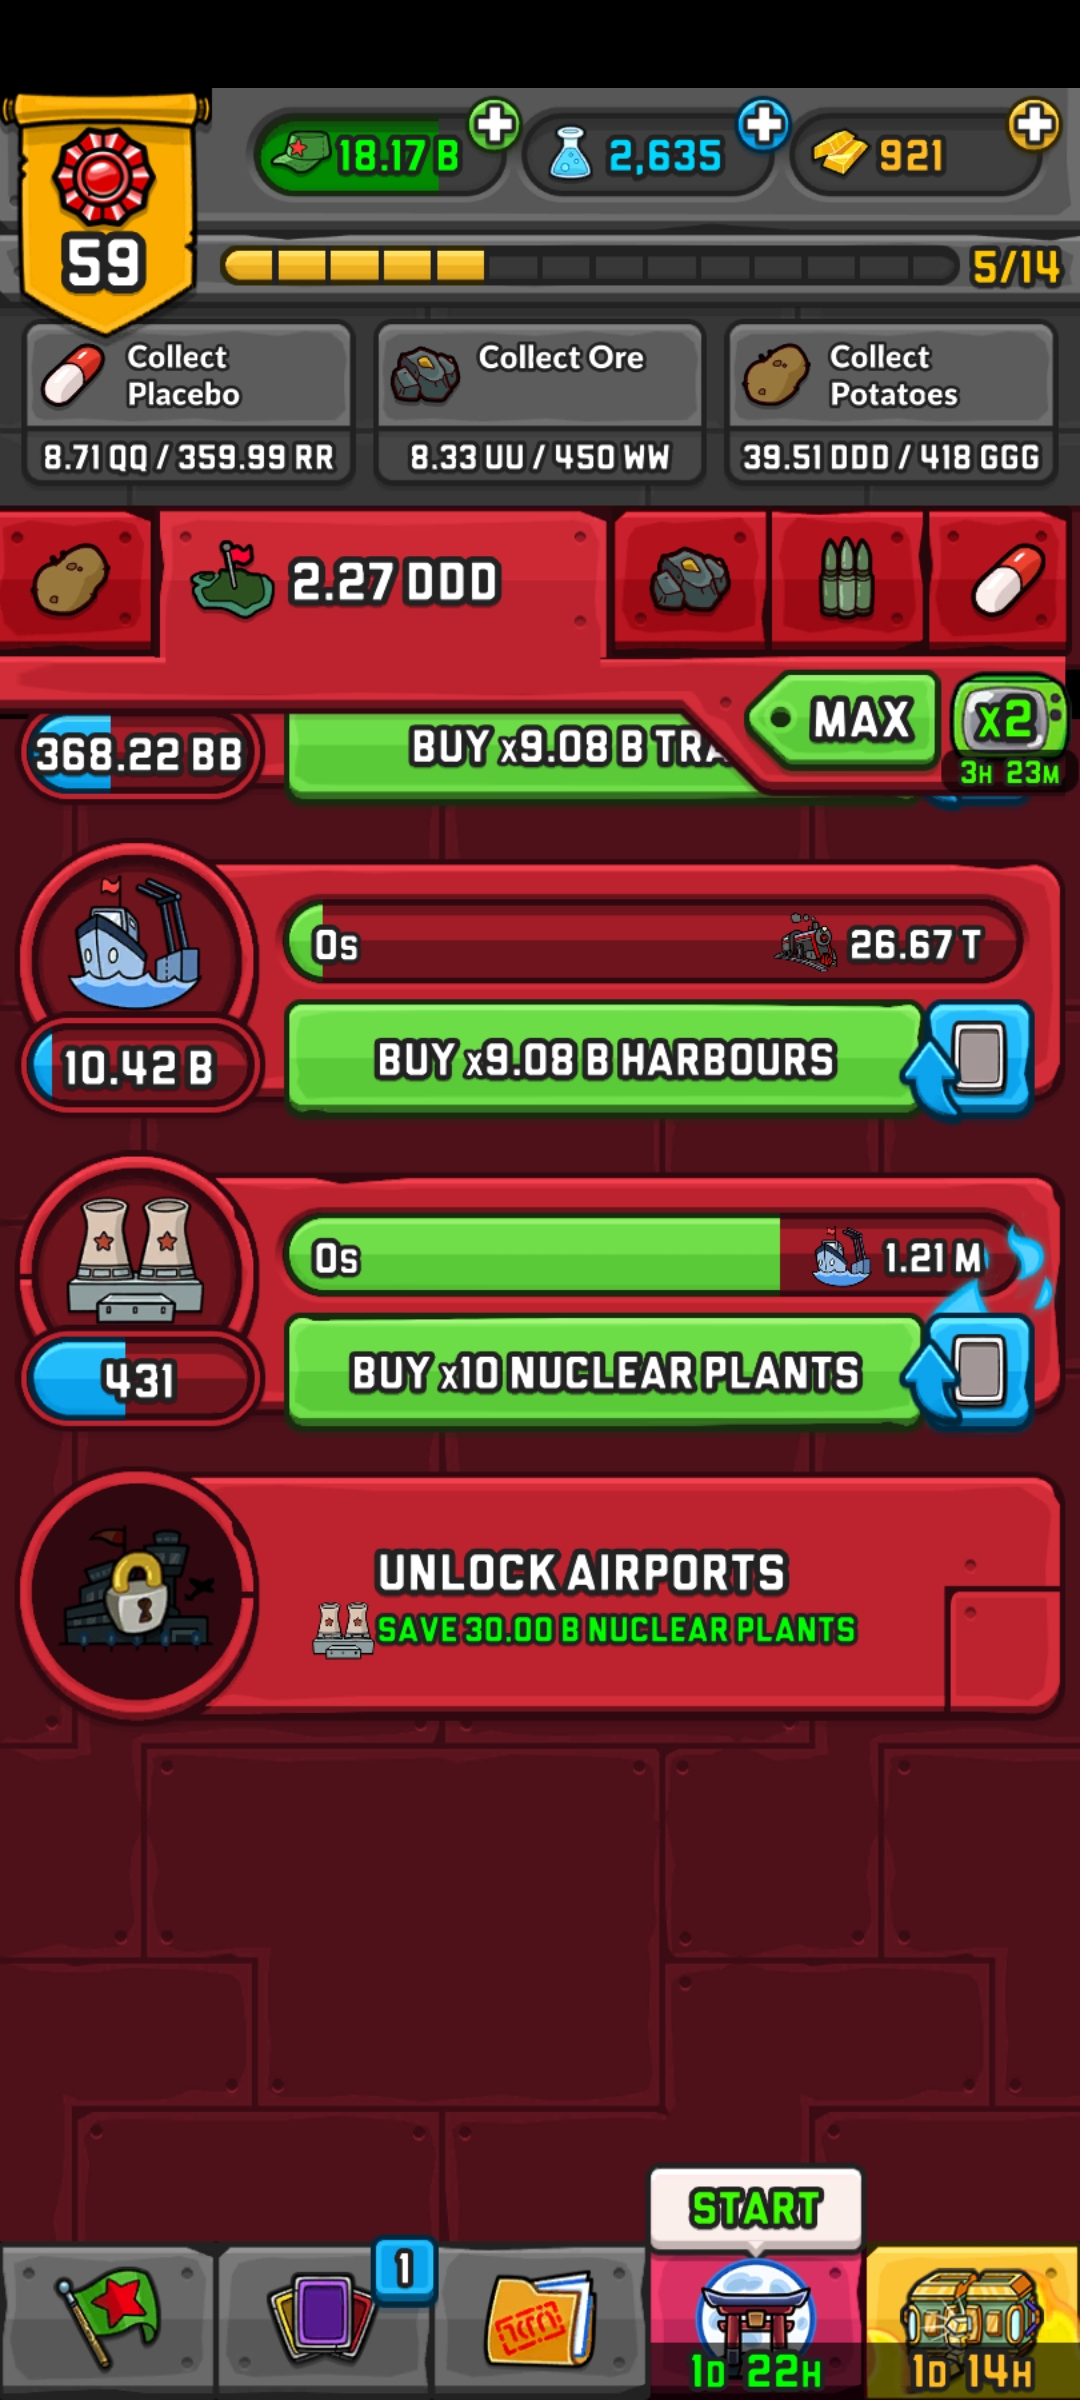 18.17 B
2,635
921
59
5/14
Collect
Placebo
8.71 QQ / 359.99 RR
Collect Ore
8.33 UU / 450 WW
Collect
Potatoes
39.51 DDD / 418 GGG
2.27 DDD
MAX
x2
3H 23M
368.22 BB
BUY x9.08 B TRA
0s
26.67 T
10.42 B
BUY x9.08 B HARBOURS
0s
1.21 M
431
BUY x10 NUCLEAR PLANTS
UNLOCK AIRPORTS
SAVE 30.00 B NUCLEAR PLANTS
START
1
1D 22H
1D 14H